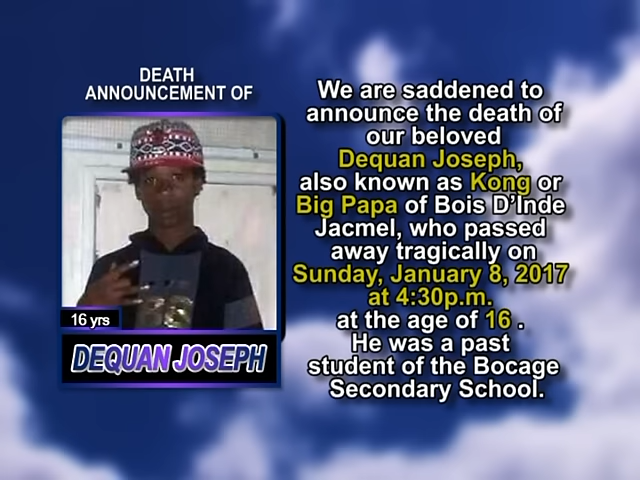 DEATH
ANNOUNCEMENT OF
16 yrs
DEQUAN JOSEPH
We are saddened to
announce the death of
our beloved
Dequan Joseph,
also known as Kong or
Big Papa of Bois D'Inde
Jacmel, who passed
away tragically on
Sunday, January 8, 2017
at 4:30p.m.
at the age of 16 .
He was a past
student of the Bocage
Secondary School.